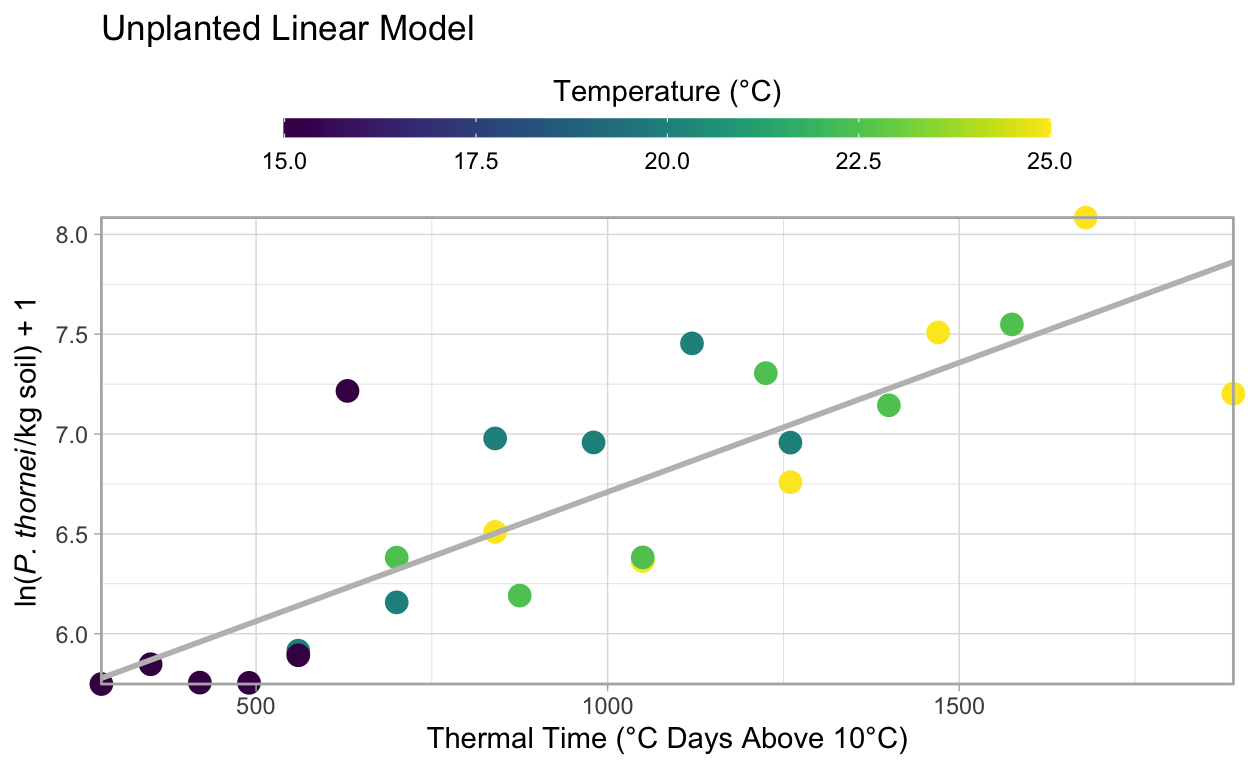 Unplanted Linear Model
Temperature (°C)
15.0 17.5 20.0 22.5 25.0
8.0
7.5
7.0
6.5
6.0
ln(P. thornei/kg soil) + 1
500 1000 1500
Thermal Time (°C Days Above 10°C)